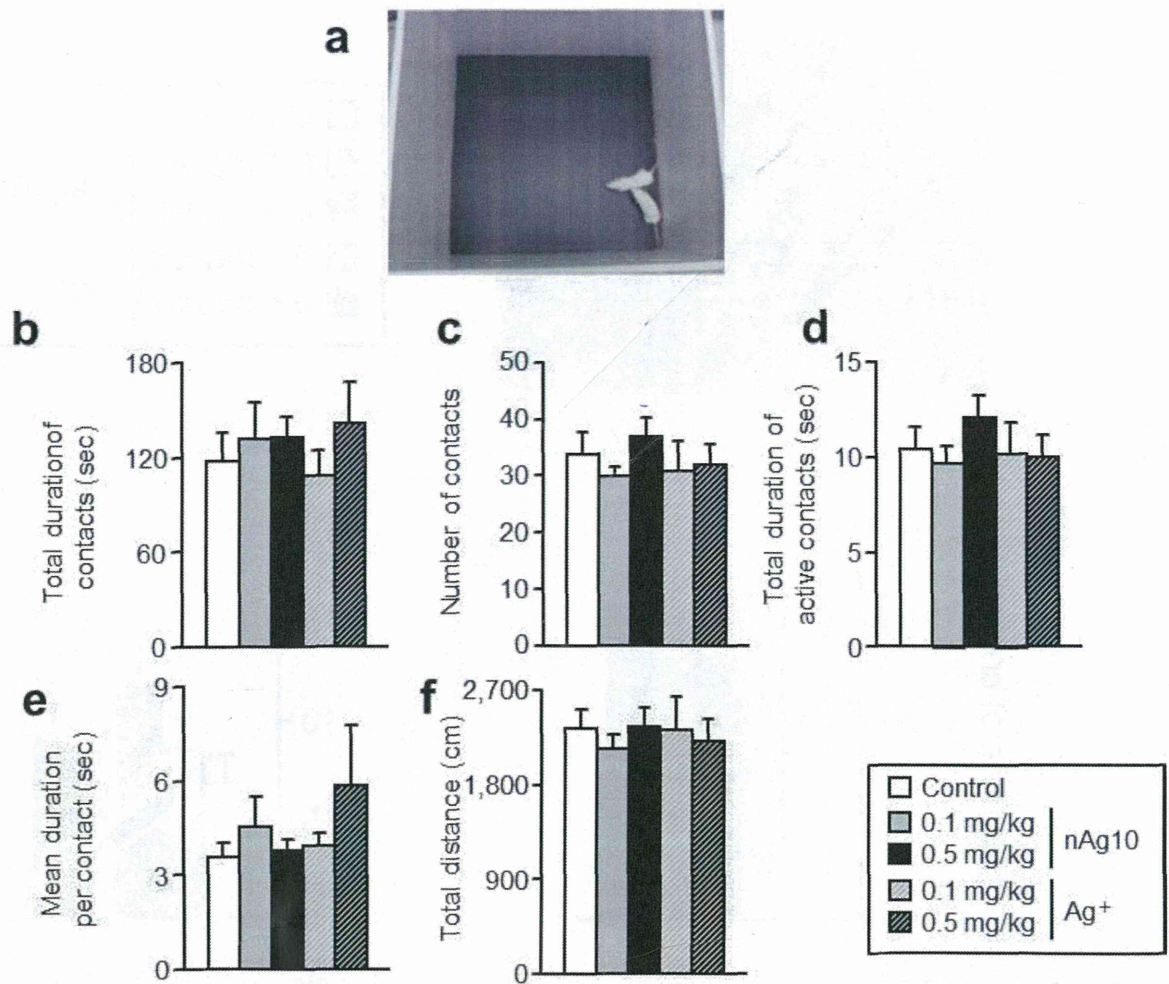 a
b
180
120
60
0
Total durationof
contacts (sec)
c
50
40
30
20
10
0
Number of contacts
d
15
10
5
0
Total duration of
active contacts (sec)
e
9
6
3
0
Mean duration
per contact (sec)
f
2,700
1,800
900
0
Total distance (cm)
Control
0.1 mg/kg
0.5 mg/kg
nAg10
0.1 mg/kg
0.5 mg/kg
Ag⁺